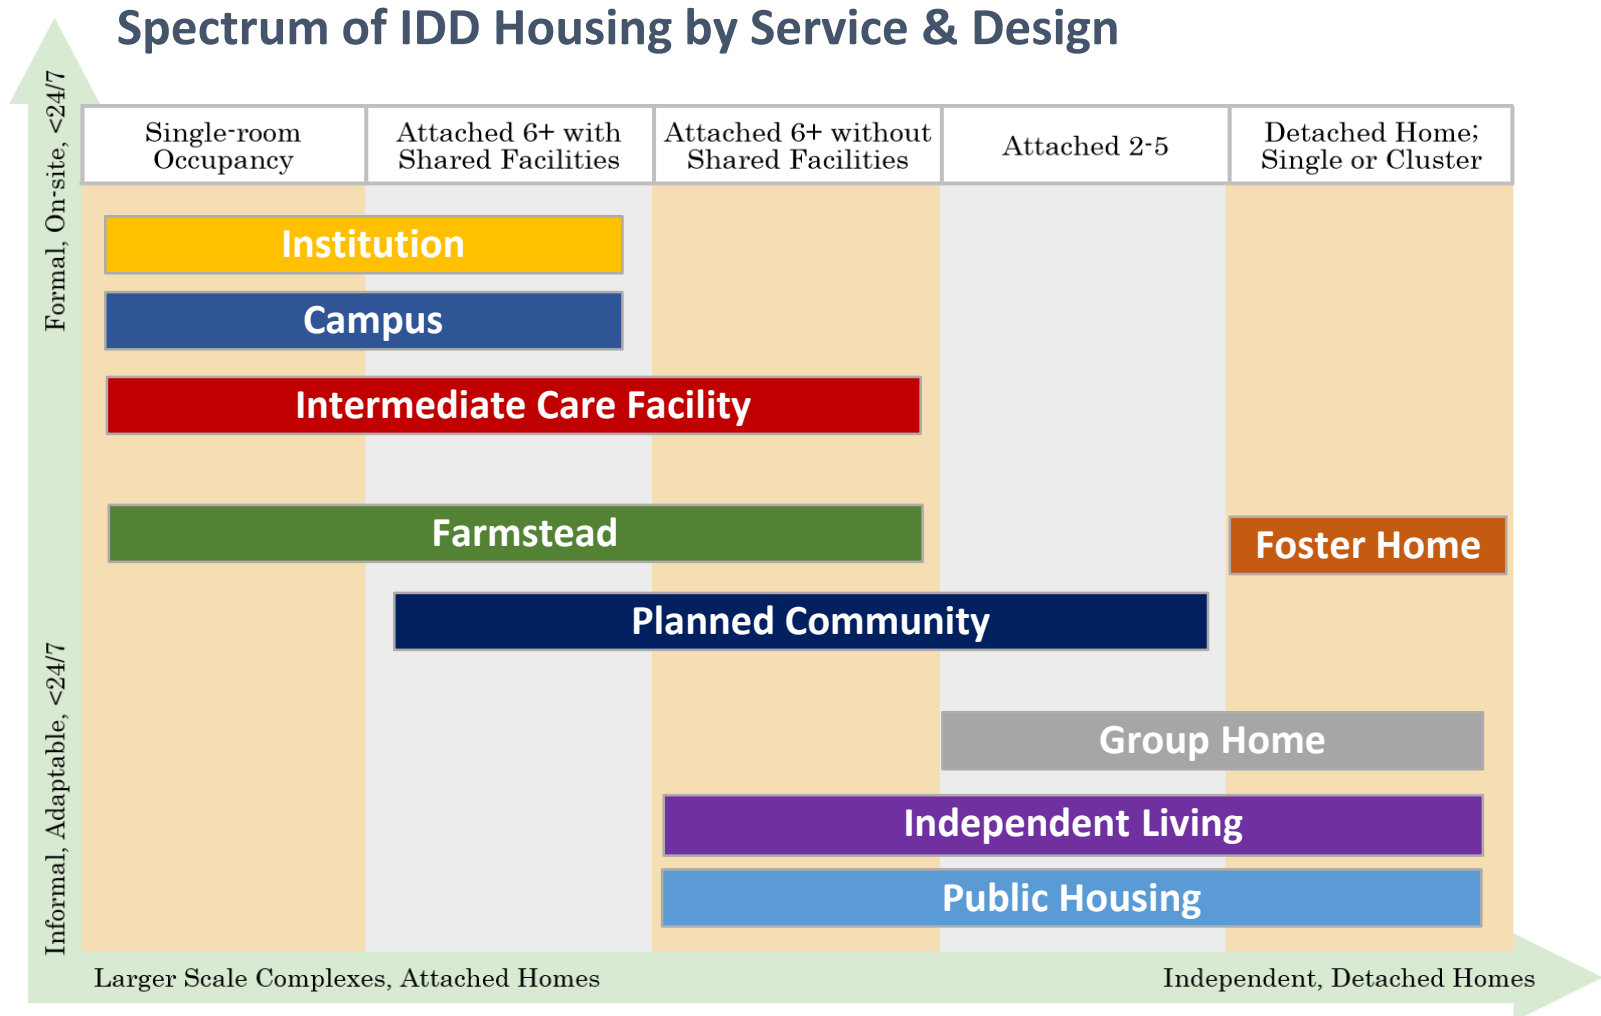 Spectrum of IDD Housing by Service & Design
Formal, On-site, <24/7
Single-room
Occupancy
Attached 6+ with
Shared Facilities
Attached 6+ without
Shared Facilities
Attached 2-5
Detached Home;
Single or Cluster
Institution
Campus
Intermediate Care Facility
Farmstead
Foster Home
Planned Community
Informal, Adaptable, <24/7
Group Home
Independent Living
Public Housing
Larger Scale Complexes, Attached Homes
Independent, Detached Homes